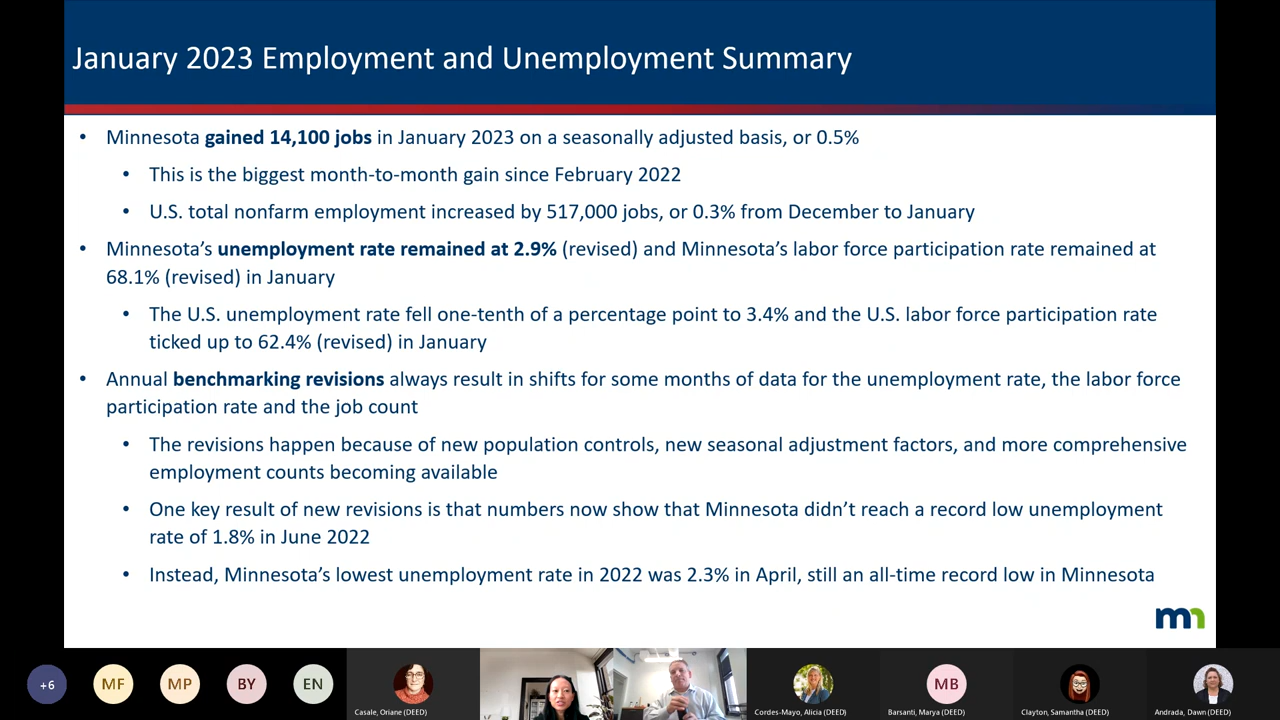 January 2023 Employment and Unemployment Summary
• Minnesota gained 14,100 jobs in January 2023 on a seasonally adjusted basis, or 0.5%
• This is the biggest month-to-month gain since February 2022
• U.S. total nonfarm employment increased by 517,000 jobs, or 0.3% from December to January
• Minnesota’s unemployment rate remained at 2.9% (revised) and Minnesota’s labor force participation rate remained at
68.1% (revised) in January
• The U.S. unemployment rate fell one-tenth of a percentage point to 3.4% and the U.S. labor force participation rate
ticked up to 62.4% (revised) in January
• Annual benchmarking revisions always result in shifts for some months of data for the unemployment rate, the labor force
participation rate and the job count
• The revisions happen because of new population controls, new seasonal adjustment factors, and more comprehensive
employment counts becoming available
• One key result of new revisions is that numbers now show that Minnesota didn’t reach a record low unemployment
rate of 1.8% in June 2022
• Instead, Minnesota’s lowest unemployment rate in 2022 was 2.3% in April, still an all-time record low in Minnesota
mn
+6 MF MP BY EN MB
Casale, Oriane (DEED) Cordes-Mayo, Alicia (DEED) Barsanti, Marya (DEED) Clayton, Samantha (DEED) Andrada, Dawn (DEED)